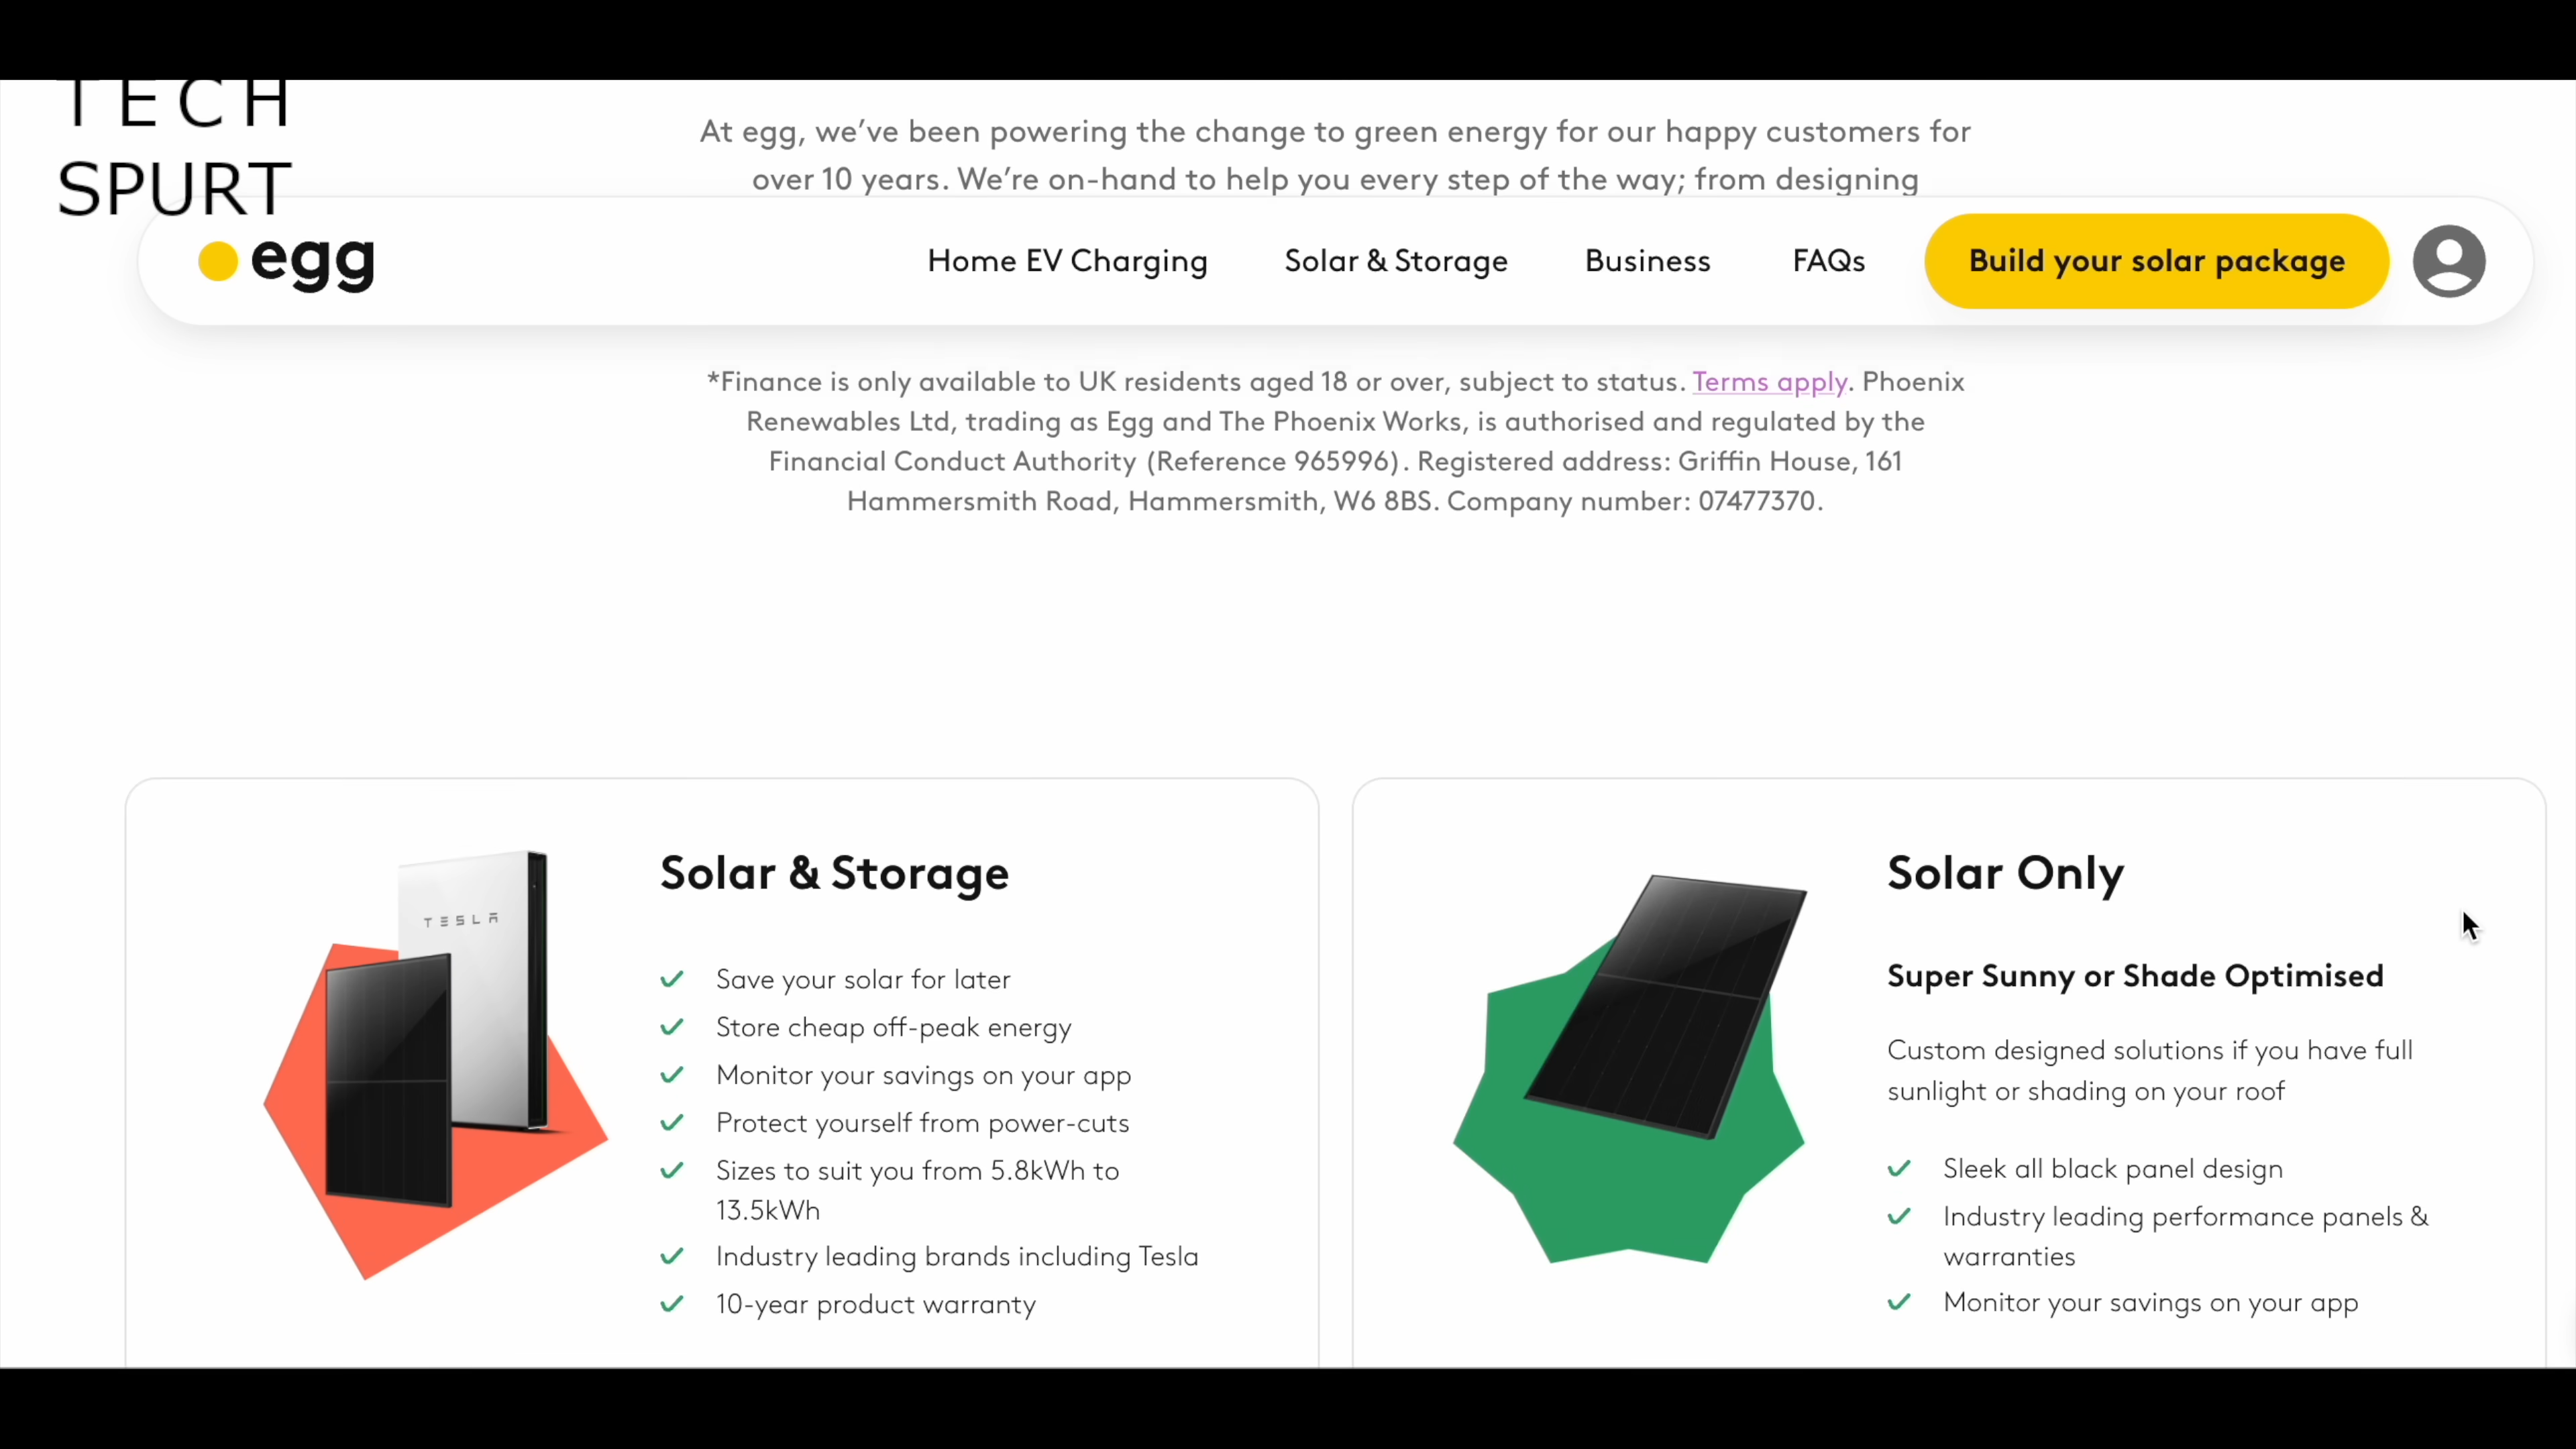 TECH
SPURT
At egg, we’ve been powering the change to green energy for our happy customers for
over 10 years. We’re on-hand to help you every step of the way; from designing
egg
Home EV Charging
Solar & Storage
Business
FAQs
Build your solar package
*Finance is only available to UK residents aged 18 or over, subject to status. Terms apply. Phoenix
Renewables Ltd, trading as Egg and The Phoenix Works, is authorised and regulated by the
Financial Conduct Authority (Reference 965996). Registered address: Griffin House, 161
Hammersmith Road, Hammersmith, W6 8BS. Company number: 07477370.
TESLA
Solar & Storage
Save your solar for later
Store cheap off-peak energy
Monitor your savings on your app
Protect yourself from power-cuts
Sizes to suit you from 5.8kWh to
13.5kWh
Industry leading brands including Tesla
10-year product warranty
Solar Only
Super Sunny or Shade Optimised
Custom designed solutions if you have full
sunlight or shading on your roof
Sleek all black panel design
Industry leading performance panels &
warranties
Monitor your savings on your app